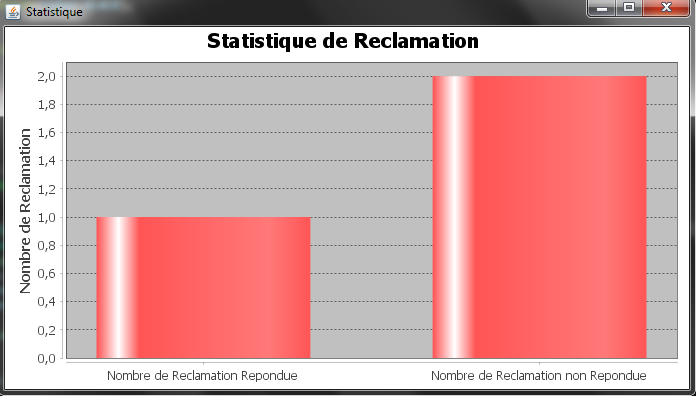 Statistique
Statistique de Reclamation
Nombre de Reclamation
2,0
1,8
1,6
1,4
1,2
1,0
0,8
0,6
0,4
0,2
0,0
Nombre de Reclamation Repondue
Nombre de Reclamation non Repondue